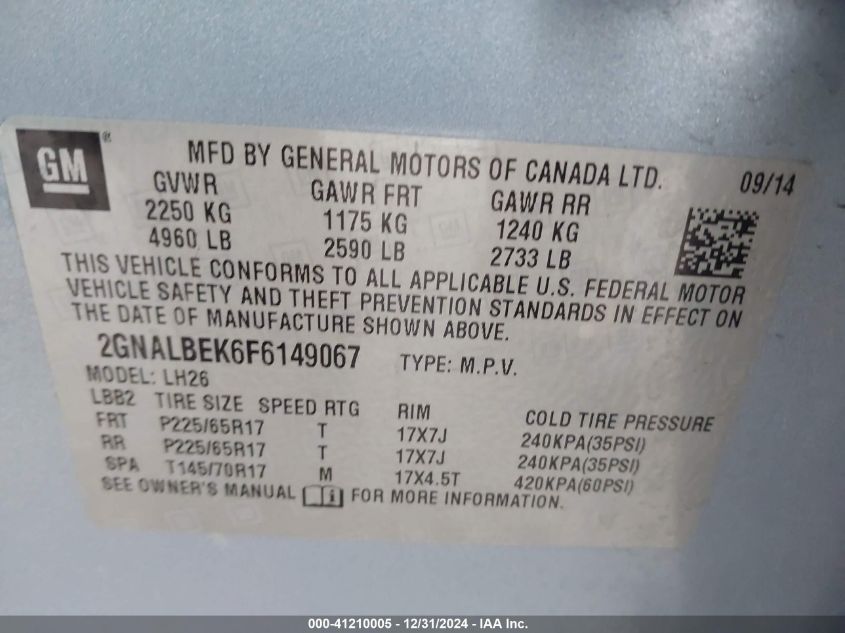 GM ®
MFD BY GENERAL MOTORS OF CANADA LTD. 09/14
GVWR GAWR FRT GAWR RR
2250 KG 1175 KG 1240 KG
4960 LB 2590 LB 2733 LB
THIS VEHICLE CONFORMS TO ALL APPLICABLE U.S. FEDERAL MOTOR
VEHICLE SAFETY AND THEFT PREVENTION STANDARDS IN EFFECT ON
THE DATE OF MANUFACTURE SHOWN ABOVE.
2GNALBEK6F6149067 TYPE: M.P.V.
MODEL: LH26
LBB2 TIRE SIZE SPEED RTG RIM COLD TIRE PRESSURE
FRT P225/65R17 T 17X7J 240KPA(35PSI)
RR P225/65R17 T 17X7J 240KPA(35PSI)
SPA T145/70R17 M 17X4.5T 420KPA(60PSI)
SEE OWNER'S MANUAL i FOR MORE INFORMATION.
000-41210005 - 12/31/2024 - IAA Inc.